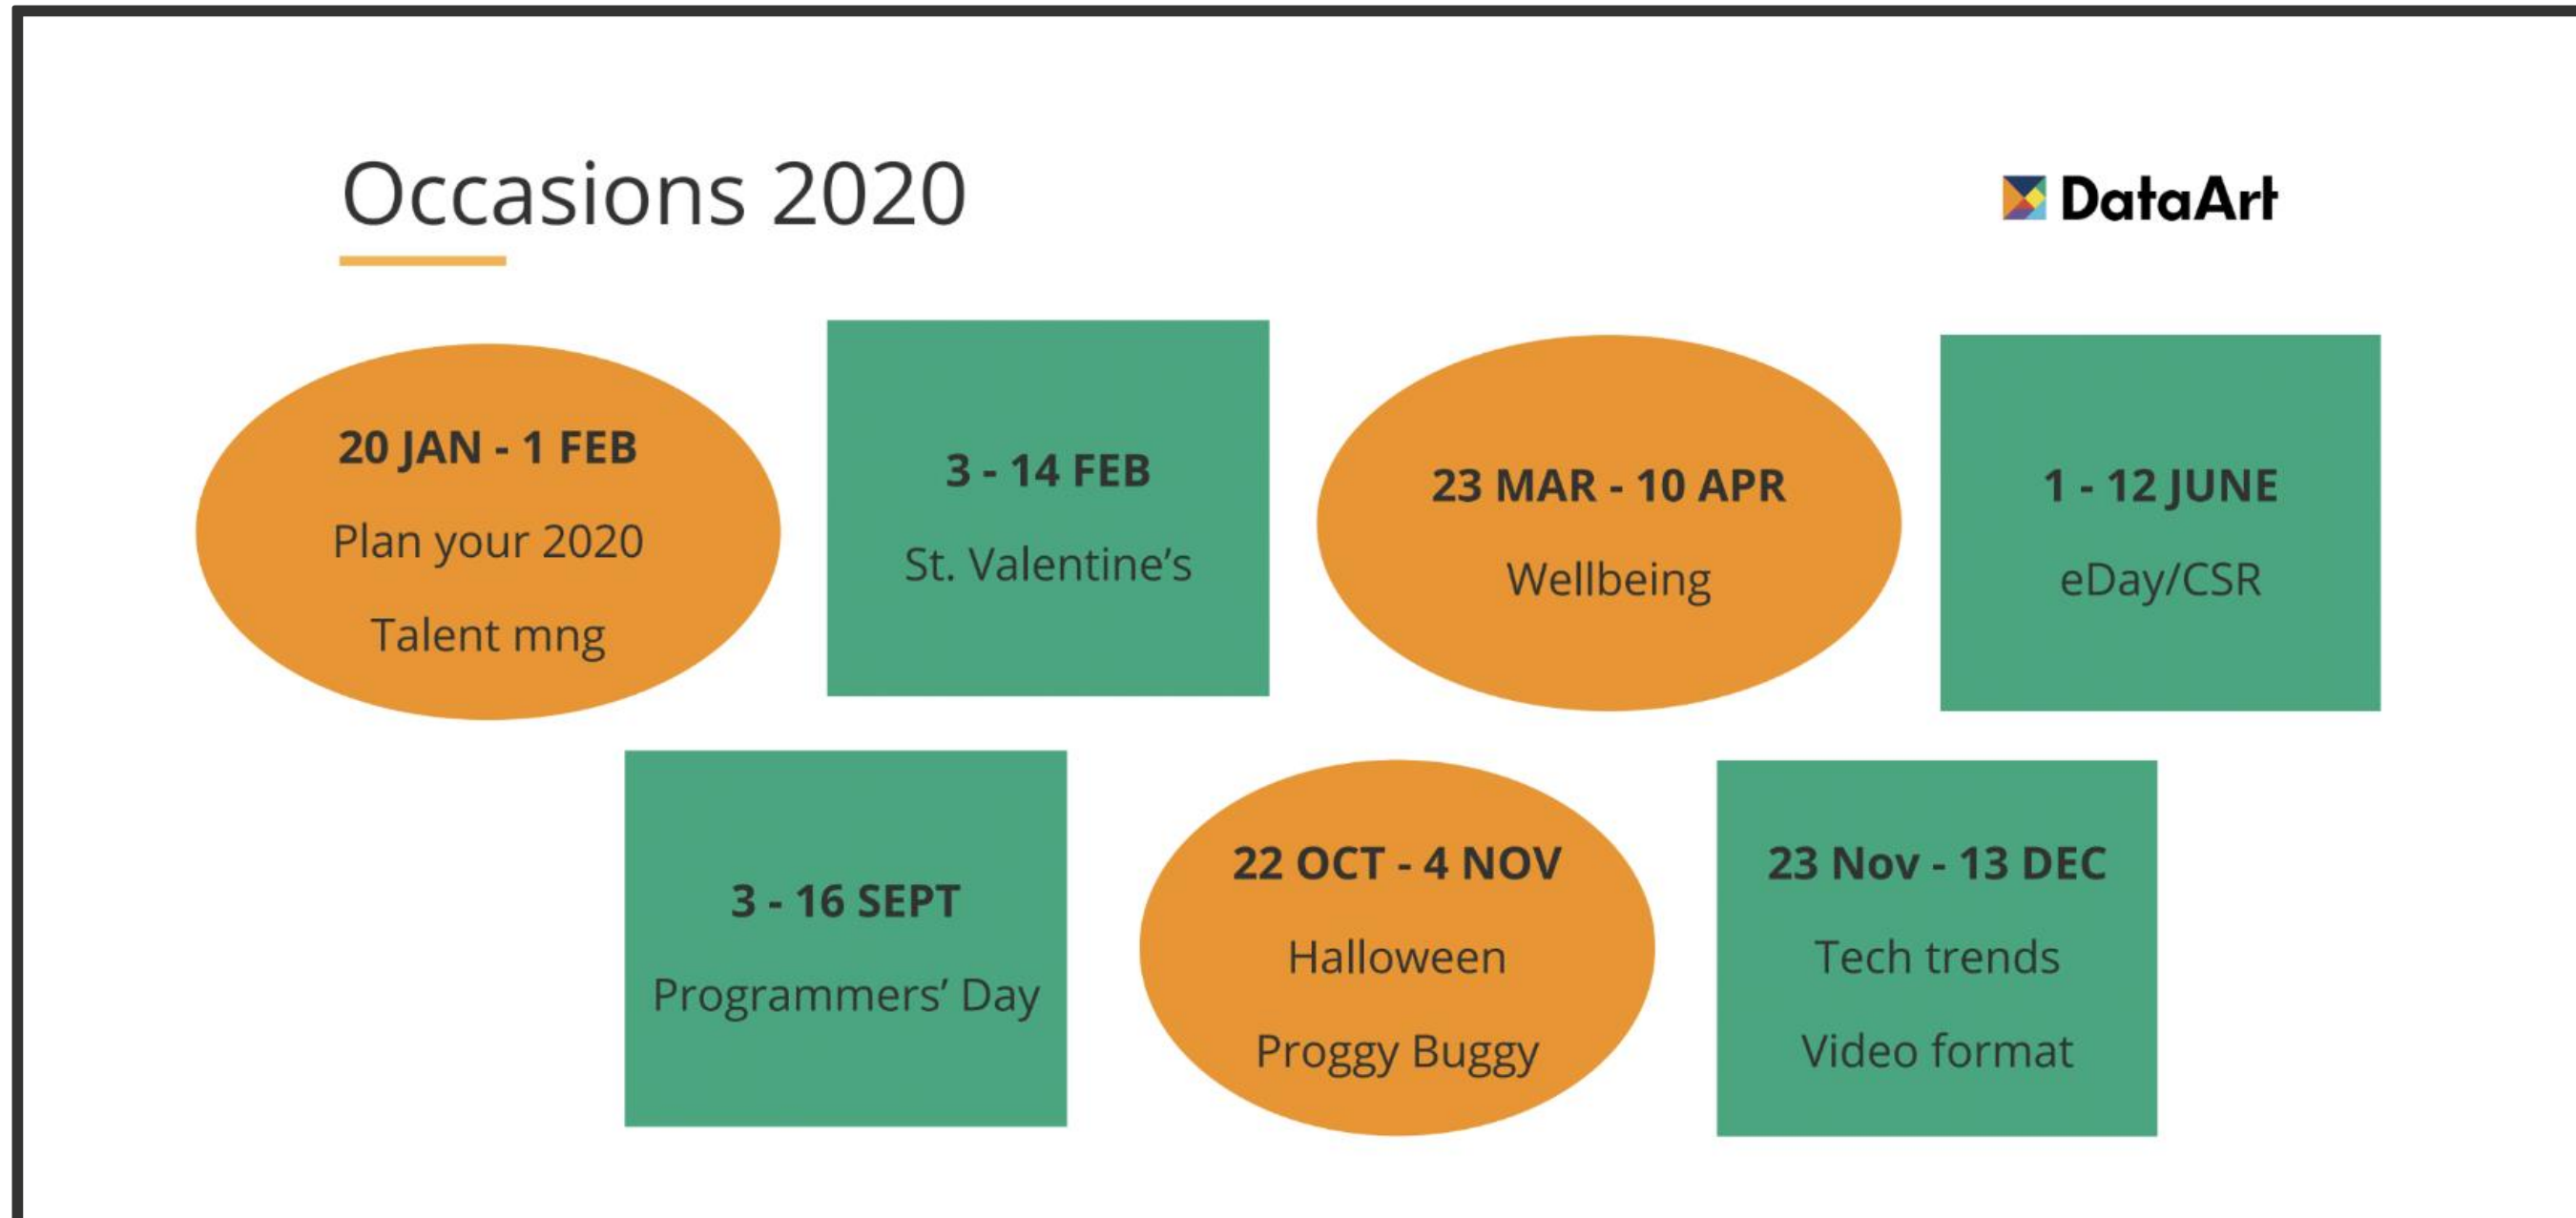 Occasions 2020
DataArt
20 JAN - 1 FEB
Plan your 2020
Talent mng
3 - 14 FEB
St. Valentine’s
23 MAR - 10 APR
Wellbeing
1 - 12 JUNE
eDay/CSR
3 - 16 SEPT
Programmers’ Day
22 OCT - 4 NOV
Halloween
Proggy Buggy
23 Nov - 13 DEC
Tech trends
Video format